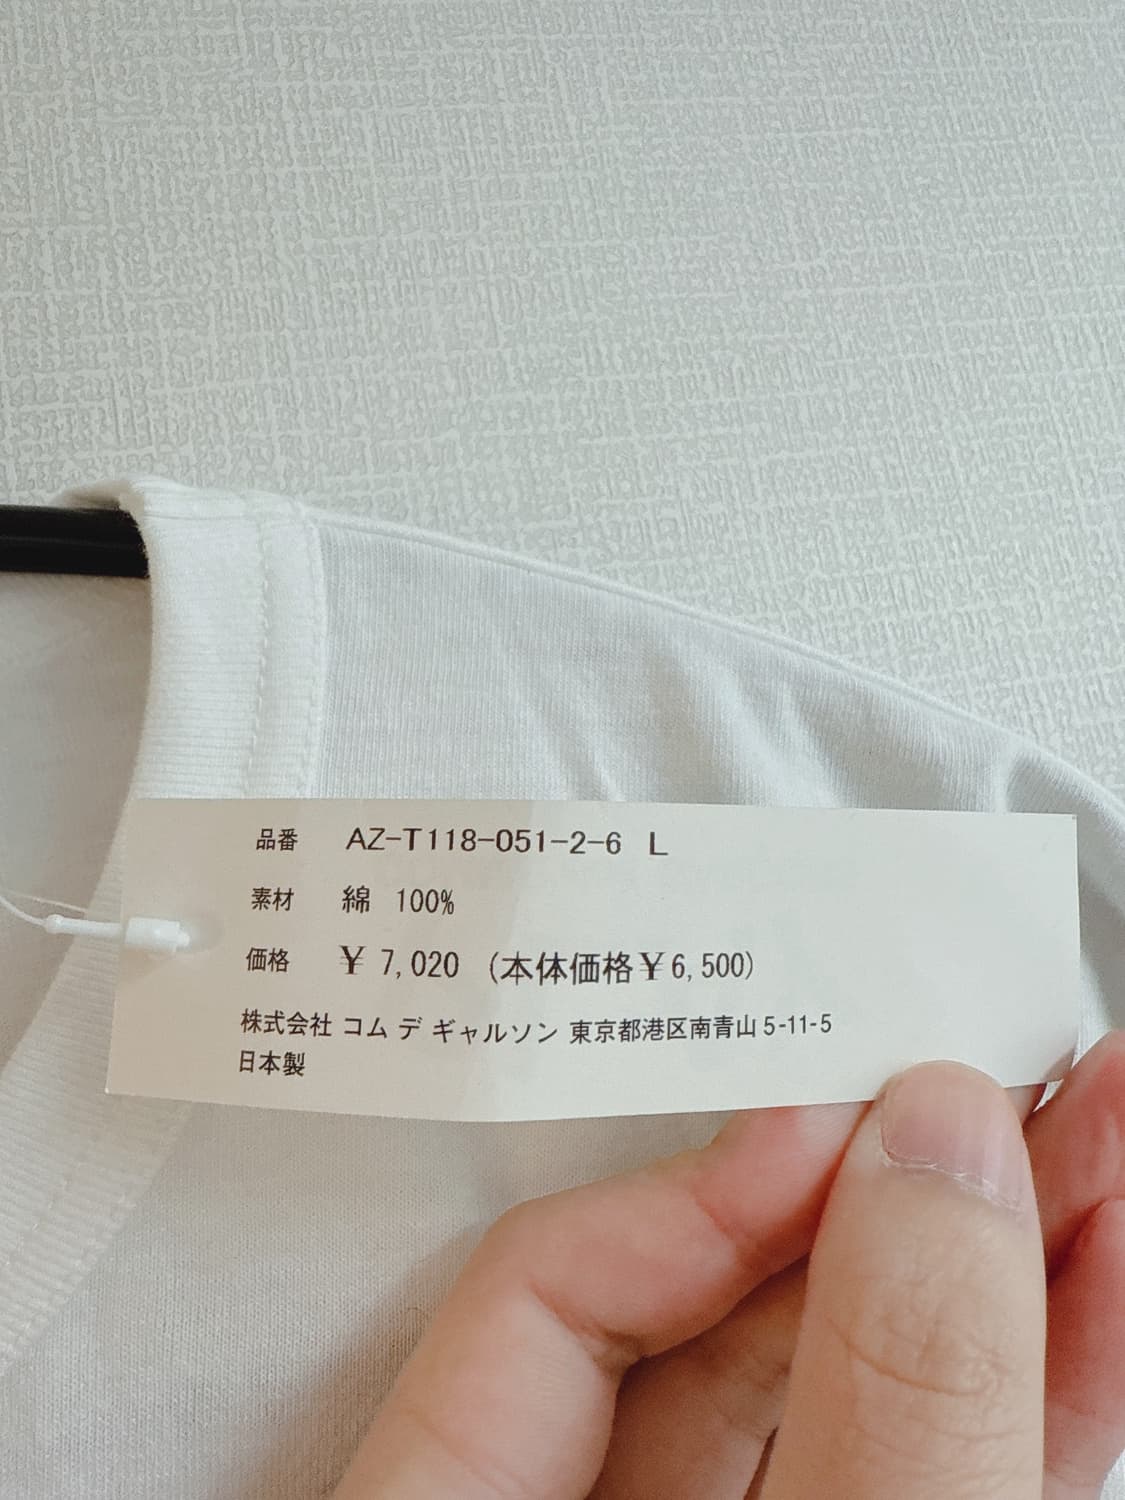 品番 AZ-T118-051-2-6 L
素材 綿 100%
価格 ¥ 7,020 (本体価格¥6,500)
株式会社 コム デ ギャルソン 東京都港区南青山5-11-5
日本製